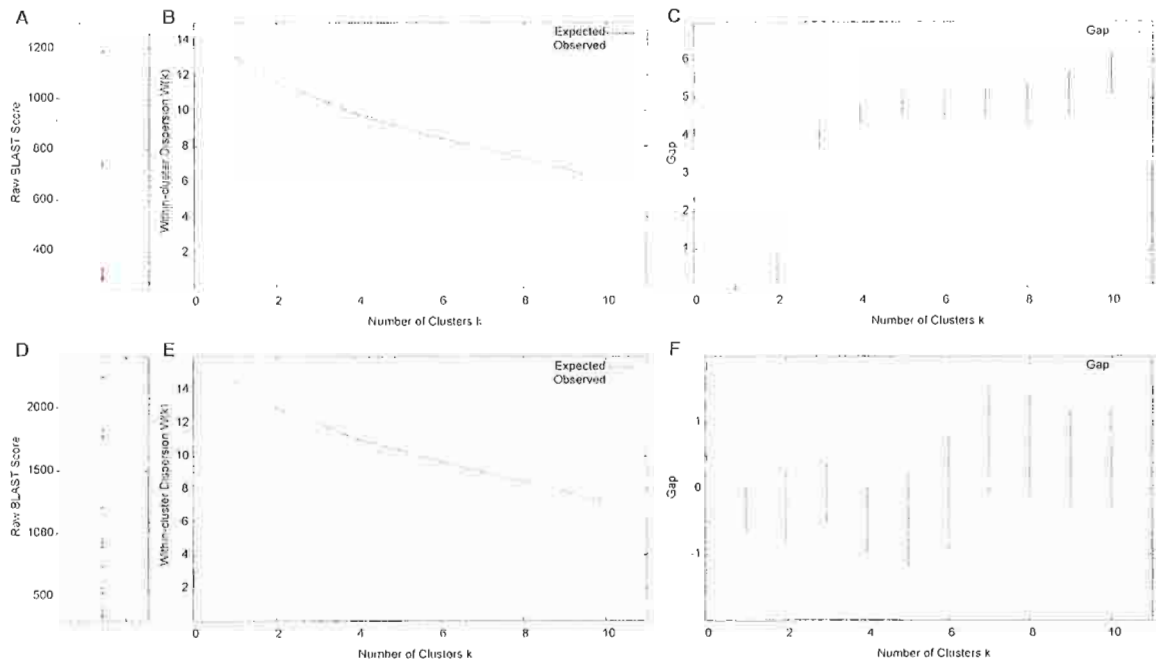 A
Raw BLAST Score
1200
1000
800
600
400
B
Within-cluster Dispersion W(k)
14
12
10
8
6
4
2
0 2 4 6 8 10
Number of Clusters k
Expected
Observed
C
Gap
6
5
4
3
2
1
0 2 4 6 8 10
Number of Clusters k
Gap
D
Raw BLAST Score
2000
1500
1000
500
E
Within-cluster Dispersion W(k)
14
12
10
8
6
4
2
0 2 4 6 8 10
Number of Clusters k
Expected
Observed
F
Gap
1
0
-1
0 2 4 6 8 10
Number of Clusters k
Gap